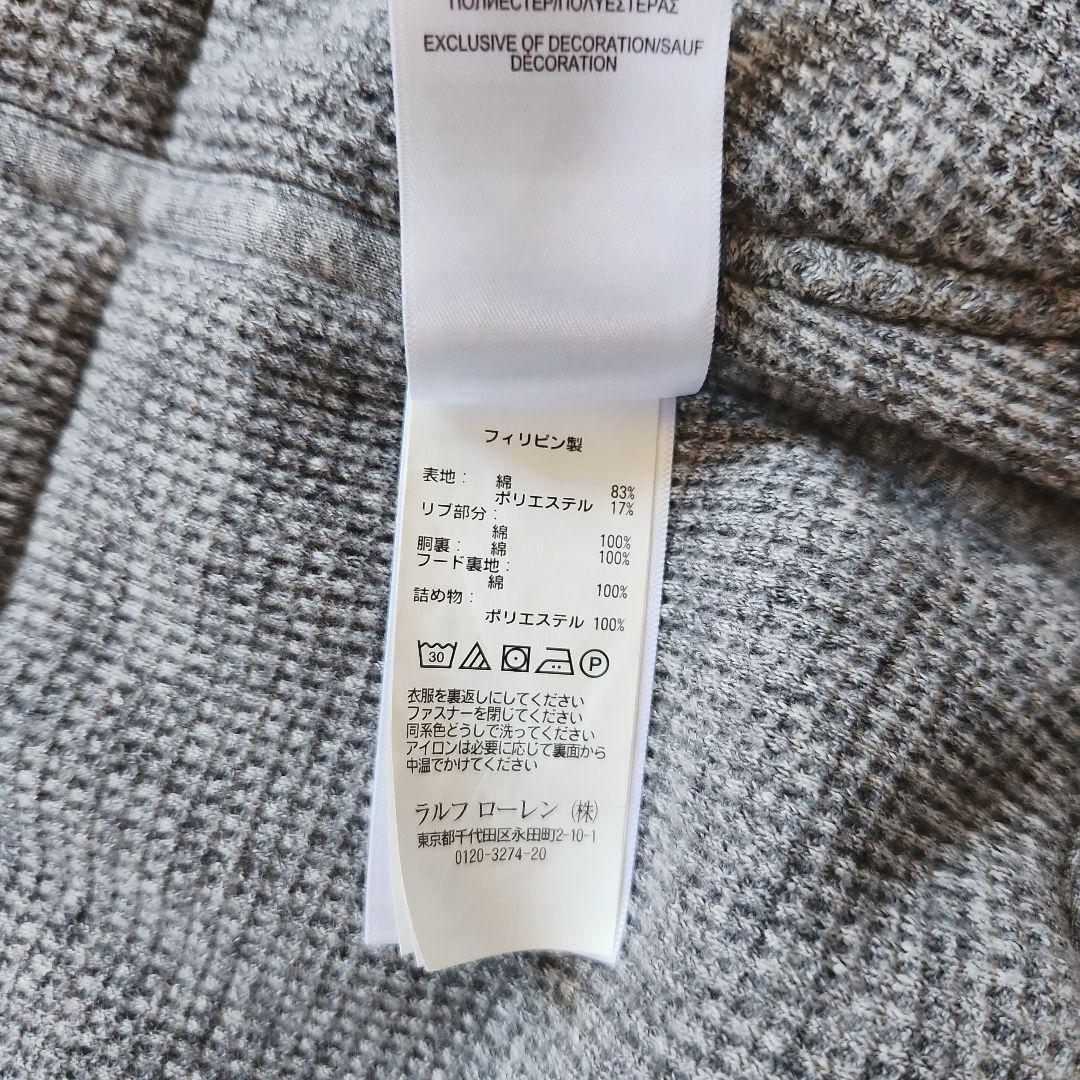 ПОЛИЕСТЕР/ΠΟΛΥΕΣΤΕΡΑΣ
EXCLUSIVE OF DECORATION/SAUF
DÉCORATION
フィリピン製
表地: 綿 83%
ポリエステル 17%
リブ部分:
綿 100%
胴裏: 綿 100%
フード裏地:
綿 100%
詰め物:
ポリエステル 100%
30 P
衣服を裏返しにしてください
ファスナーを閉じてください
同系色どうしで洗ってください
アイロンは必要に応じて裏面から
中温でかけてください
ラルフ ローレン (株)
東京都千代田区永田町2-10-1
0120-3274-20